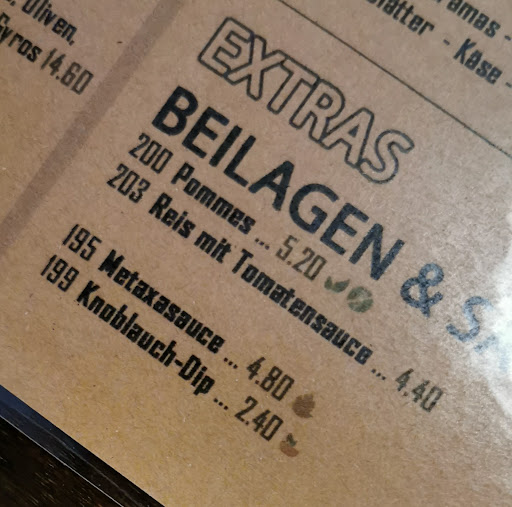 Oliven,
Gyros 14.60
Käse -
EXTRAS
BEILAGEN &
200 Pommes ... 5.20
203 Reis mit Tomatensauce ... 4.40
195 Metaxasauce ... 4.80
199 Knoblauch-Dip ... 2.40